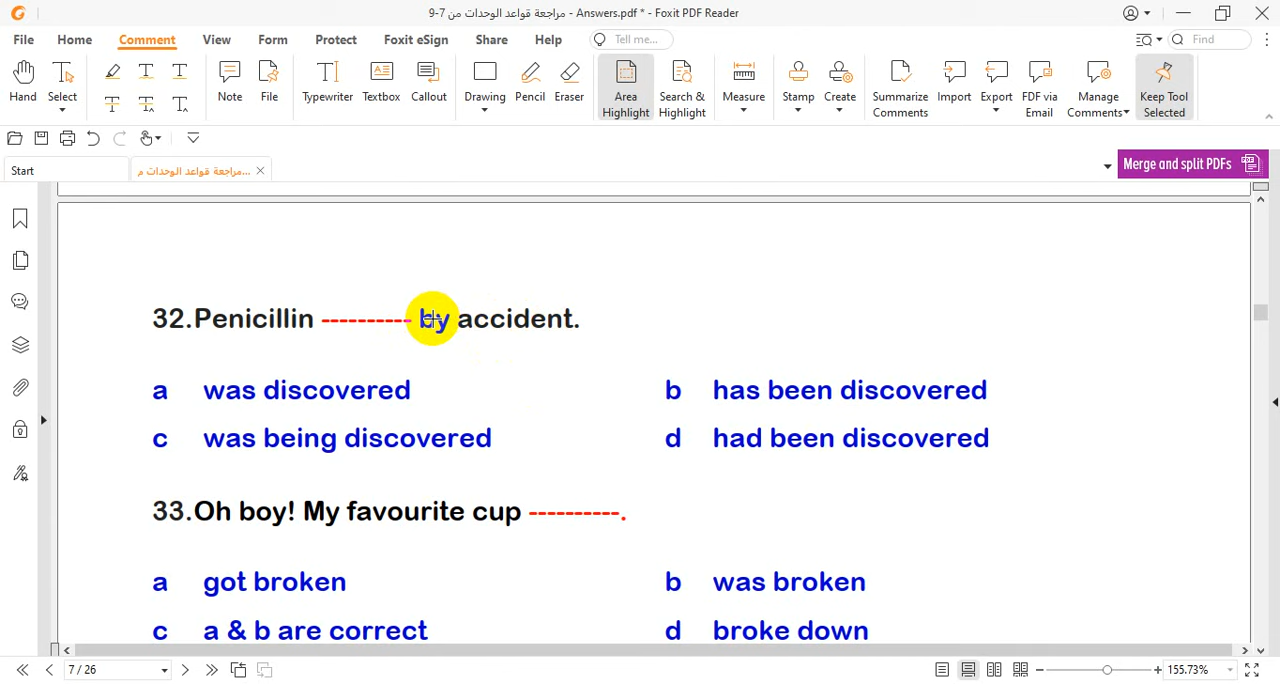 مراجعة قواعد الوحدات من 7-9 - Answers.pdf * - Foxit PDF Reader
File Home Comment View Form Protect Foxit eSign Share Help Tell me... Find
Hand Select Note File Typewriter Textbox Callout Drawing Pencil Eraser Area Highlight Search & Highlight Measure Stamp Create Summarize Comments Import Export FDF via Email Manage Comments Keep Tool Selected
Start مراجعة قواعد الوحدات م... Merge and split PDFs
32.Penicillin ---------- by accident.
a was discovered b has been discovered
c was being discovered d had been discovered
33.Oh boy! My favourite cup ----------.
a got broken b was broken
c a & b are correct d broke down
7 / 26 155.73%